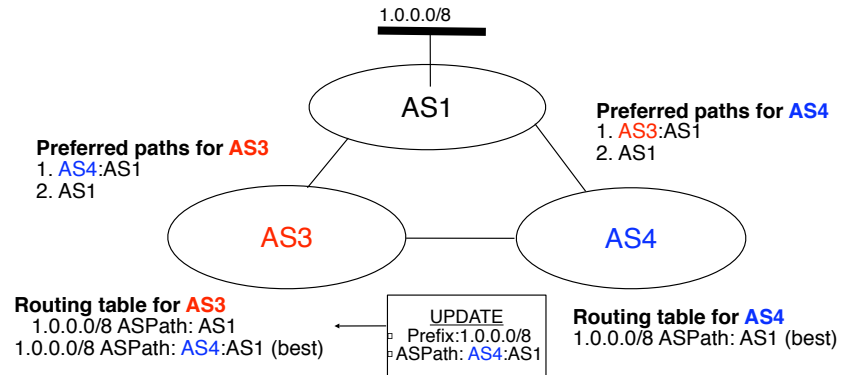 1.0.0.0/8
AS1
Preferred paths for AS4
1. AS3:AS1
2. AS1
Preferred paths for AS3
1. AS4:AS1
2. AS1
AS3
AS4
Routing table for AS3
1.0.0.0/8 ASPath: AS1
1.0.0.0/8 ASPath: AS4:AS1 (best)
UPDATE
Prefix:1.0.0.0/8
ASPath: AS4:AS1
Routing table for AS4
1.0.0.0/8 ASPath: AS1 (best)